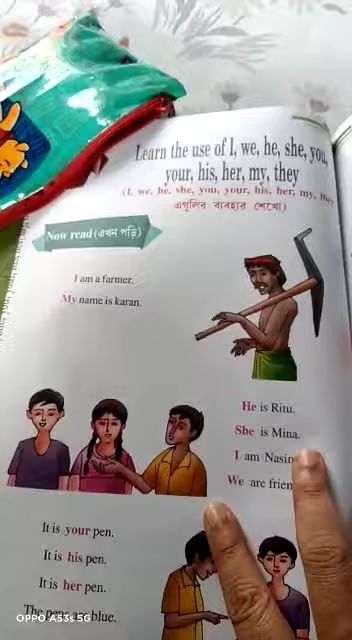 Learn the use of I, we, he, she, you,
your, his, her, my, they
(I, we, he, she, you, your, his, her, my, they
এগুলির ব্যবহার শেখো)
Now read (এখন পড়ি)
I am a farmer.
My name is karan.
He is Ritu.
She is Mina.
I am
We are
It is your pen.
It is his pen.
It is her pen.
The pens are blue.
OPPO A53s 5G